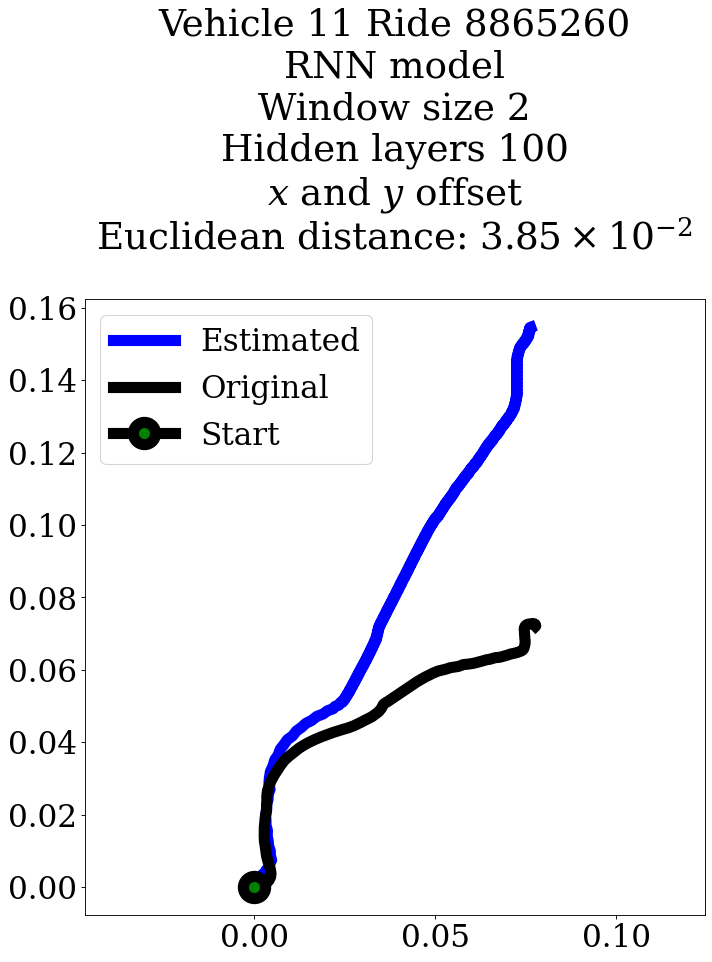 Vehicle 11 Ride 8865260
RNN model
Window size 2
Hidden layers 100
x and y offset
Euclidean distance: 3.85 × 10⁻²
0.16
0.14
0.12
0.10
0.08
0.06
0.04
0.02
0.00
Estimated
Original
Start
0.00 0.05 0.10